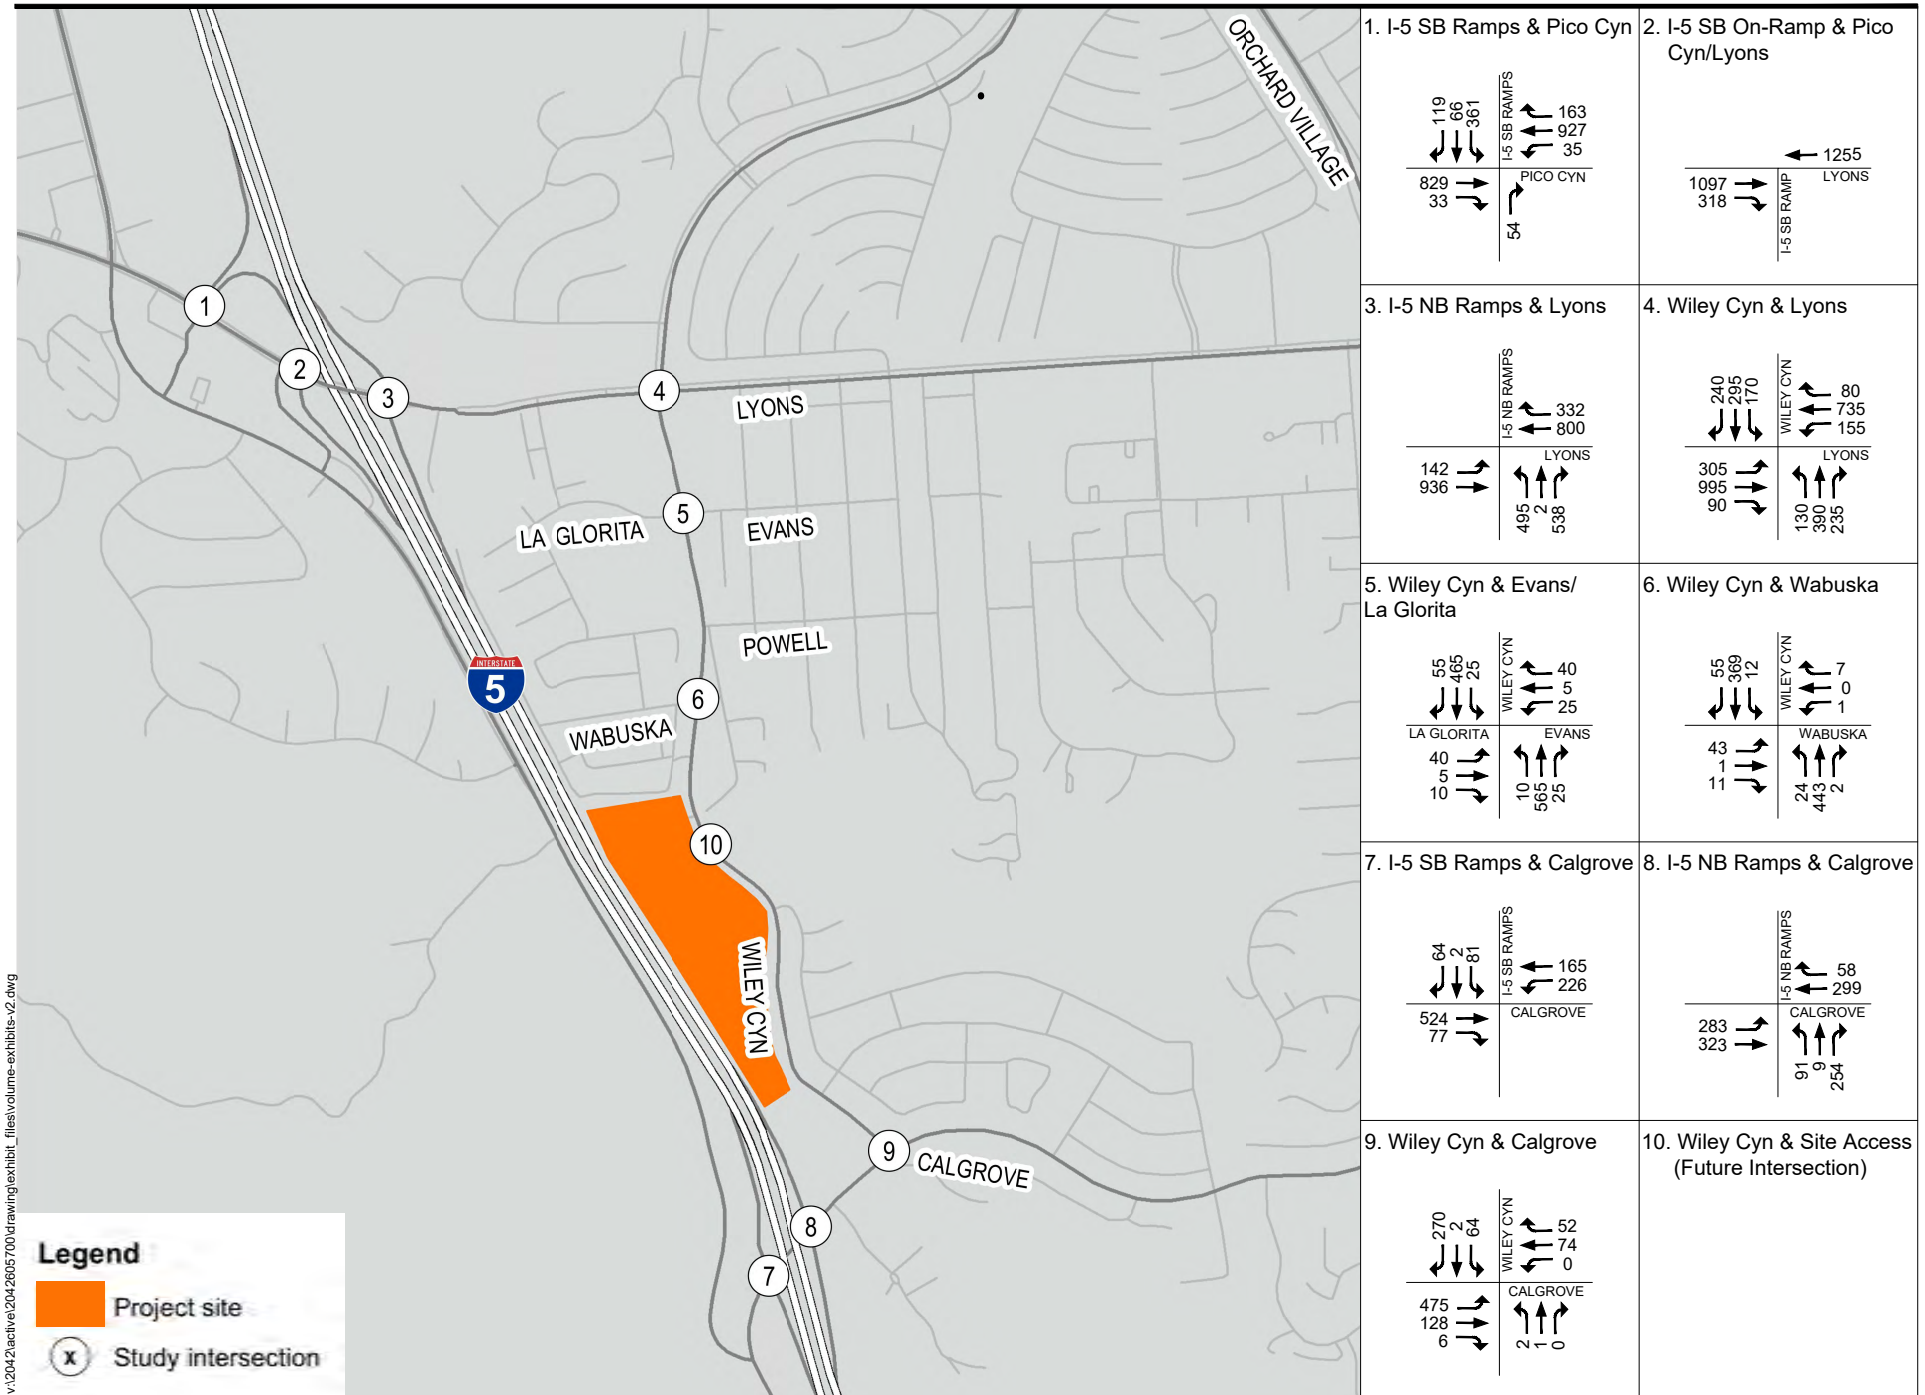 ORCHARD VILLAGE
1
2
3
4
LYONS
5
LA GLORITA
EVANS
POWELL
INTERSTATE
5
6
WABUSKA
10
WILEY CYN
9
CALGROVE
8
7
Legend
Project site
x
Study intersection
v:\2042\active\2042605700\drawing\exhibit_files\volume-exhibits-v2.dwg
1. I-5 SB Ramps & Pico Cyn
119
66
361
I-5 SB RAMPS
163
927
35
PICO CYN
829
33
54
2. I-5 SB On-Ramp & Pico
Cyn/Lyons
1255
LYONS
1097
318
I-5 SB RAMP
3. I-5 NB Ramps & Lyons
I-5 NB RAMPS
332
800
LYONS
142
936
495
2
538
4. Wiley Cyn & Lyons
240
295
170
WILEY CYN
80
735
155
LYONS
305
995
90
130
390
235
5. Wiley Cyn & Evans/
La Glorita
55
465
25
WILEY CYN
40
5
25
LA GLORITA
EVANS
40
5
10
10
565
25
6. Wiley Cyn & Wabuska
55
369
12
WILEY CYN
7
0
1
WABUSKA
43
1
11
24
443
2
7. I-5 SB Ramps & Calgrove
64
2
81
I-5 SB RAMPS
165
226
CALGROVE
524
77
8. I-5 NB Ramps & Calgrove
I-5 NB RAMPS
58
299
CALGROVE
283
323
91
9
254
9. Wiley Cyn & Calgrove
270
2
64
WILEY CYN
52
74
0
CALGROVE
475
128
6
2
1
0
10. Wiley Cyn & Site Access
(Future Intersection)